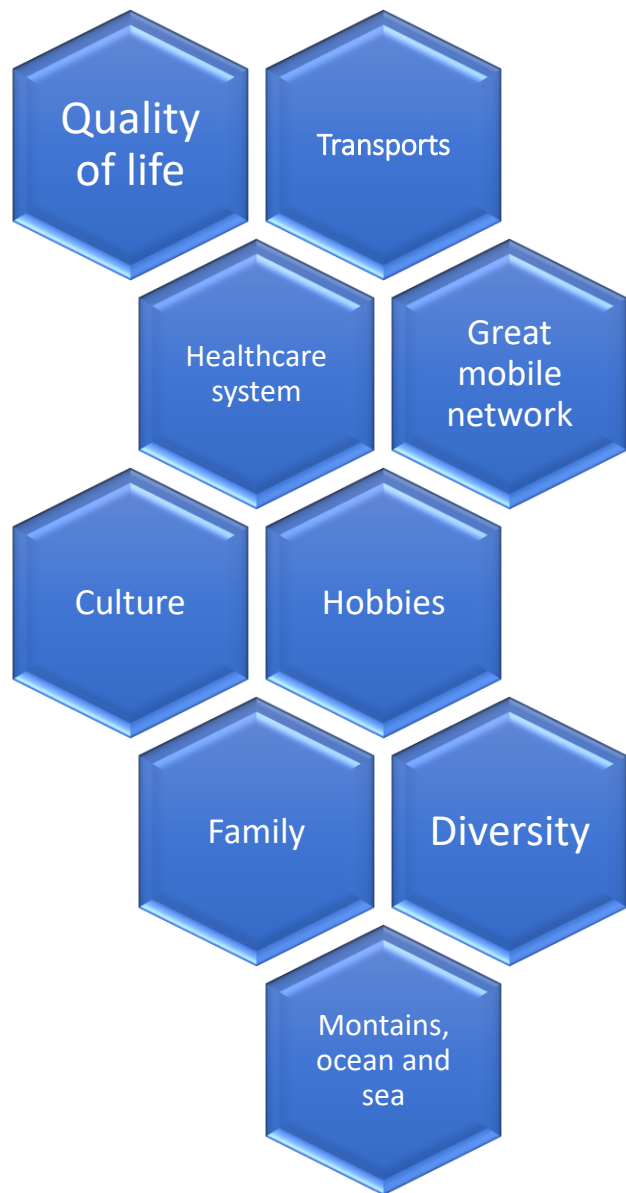 Quality
of life
Transports
Healthcare
system
Great
mobile
network
Culture
Hobbies
Family
Diversity
Montains,
ocean and
sea